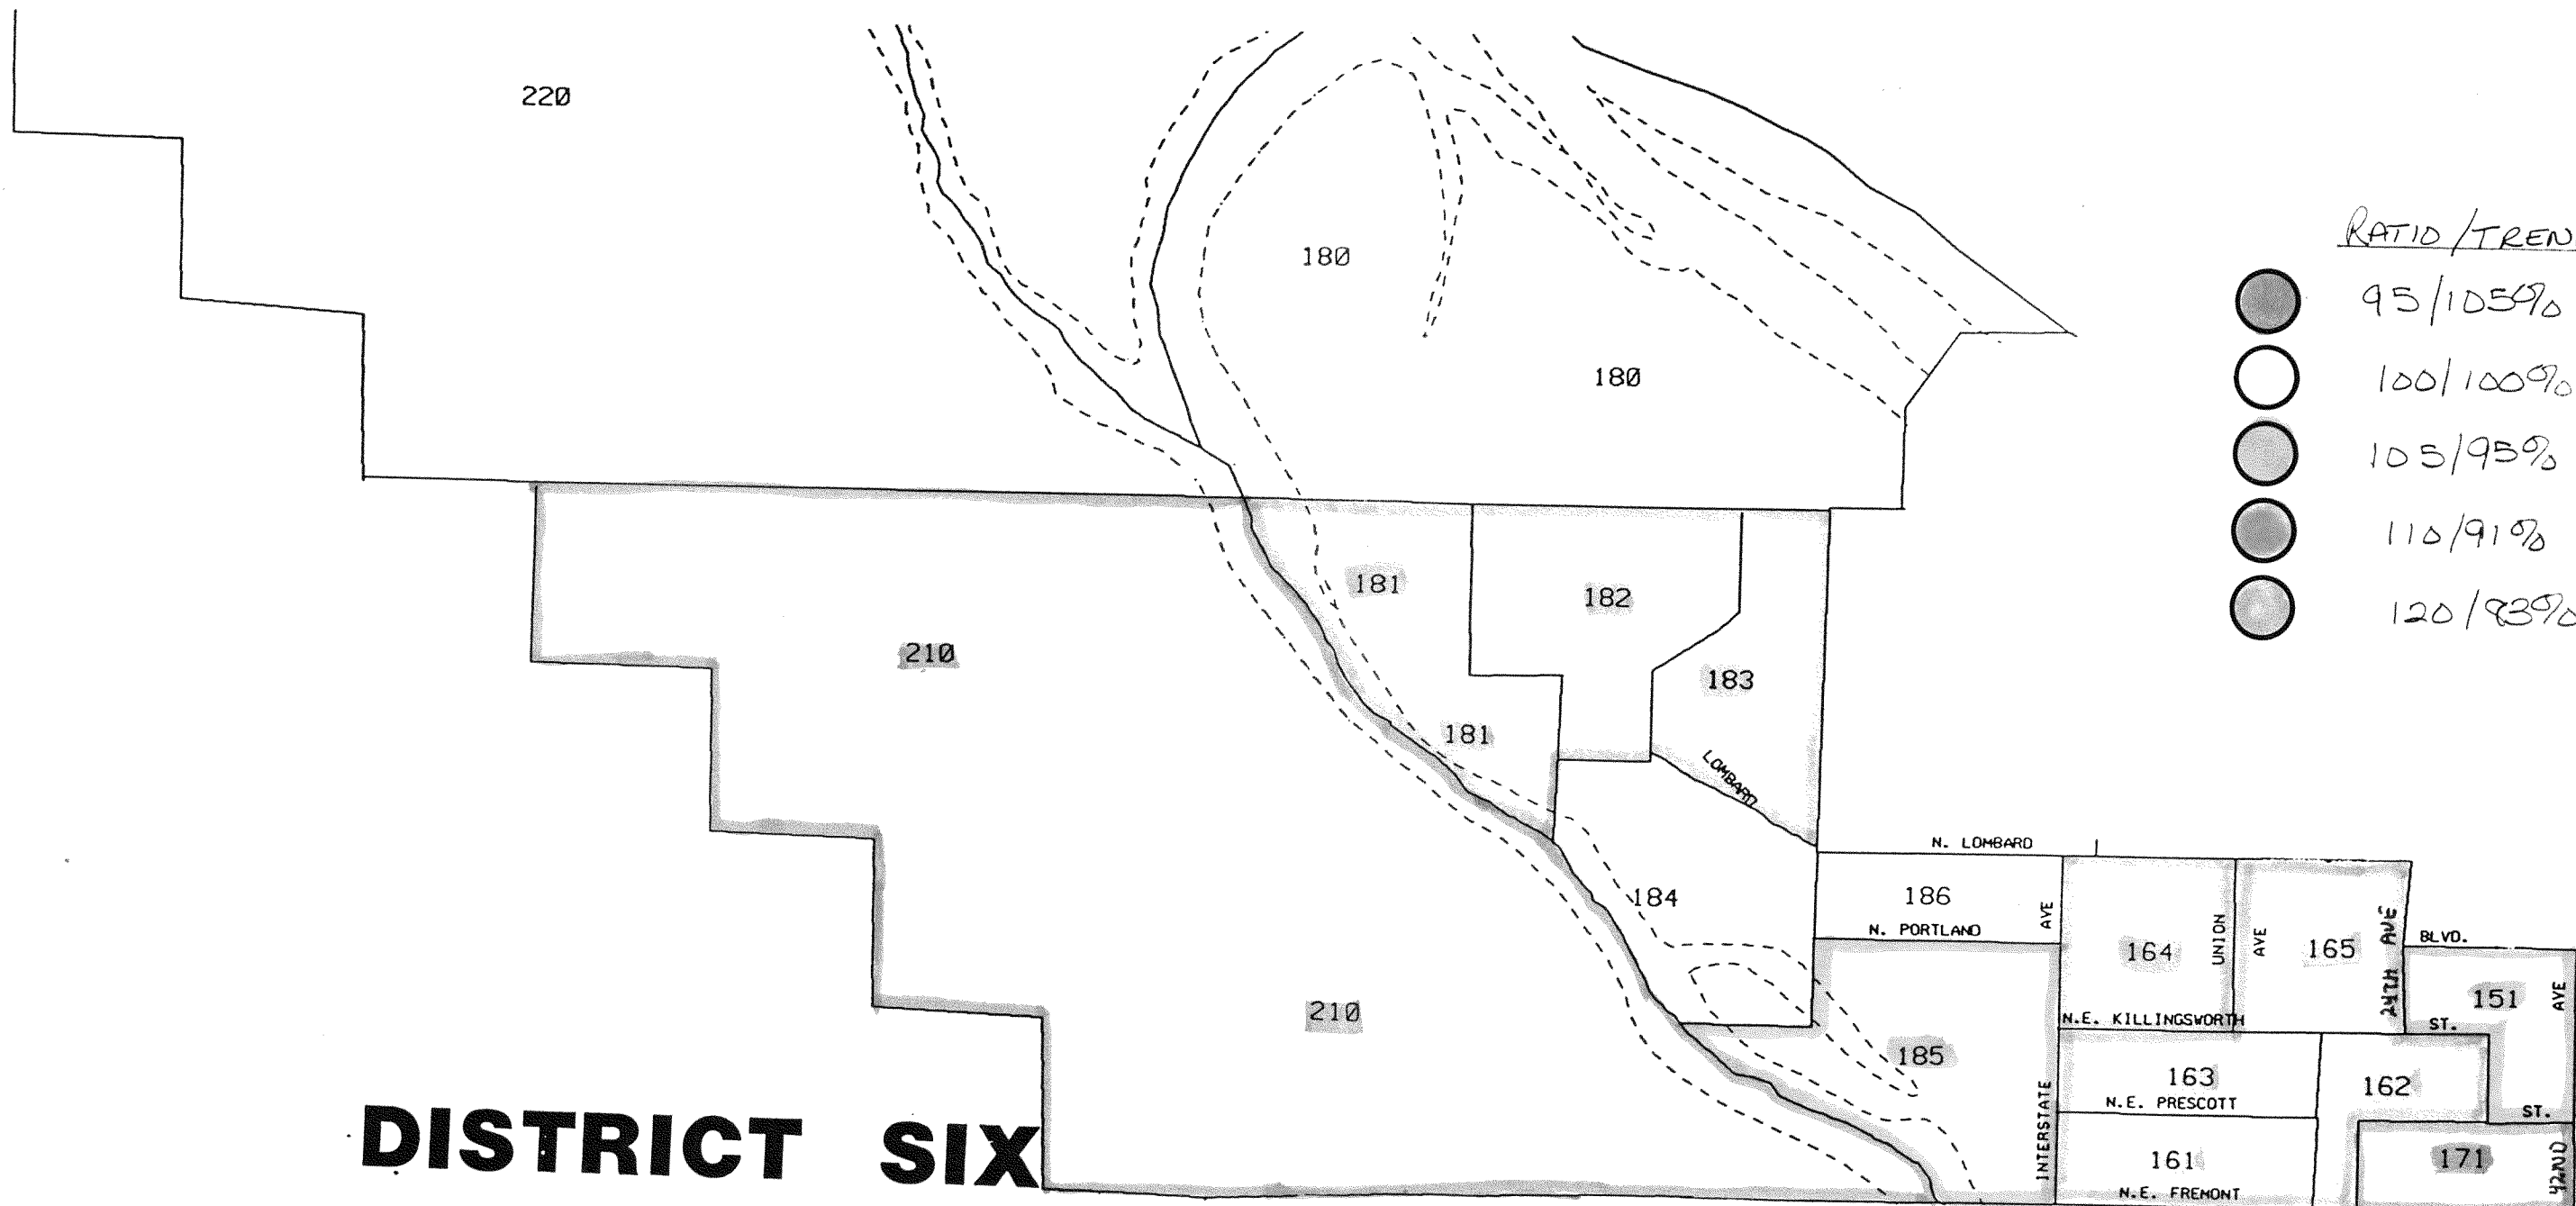 220
180
RATIO/TREN
95/105%
180
100/100%
105/95%
110/91%
181
182
120/83%
210
183
181
LOMBARD
N. LOMBARD
184
186
AVE
N. PORTLAND
164
UNION
AVE
165
24TH AVE
BLVD.
151
AVE
210
N.E. KILLINGSWORTH
ST.
185
163
162
INTERSTATE
N.E. PRESCOTT
ST.
DISTRICT SIX
161
171
42ND
N.E. FREMONT